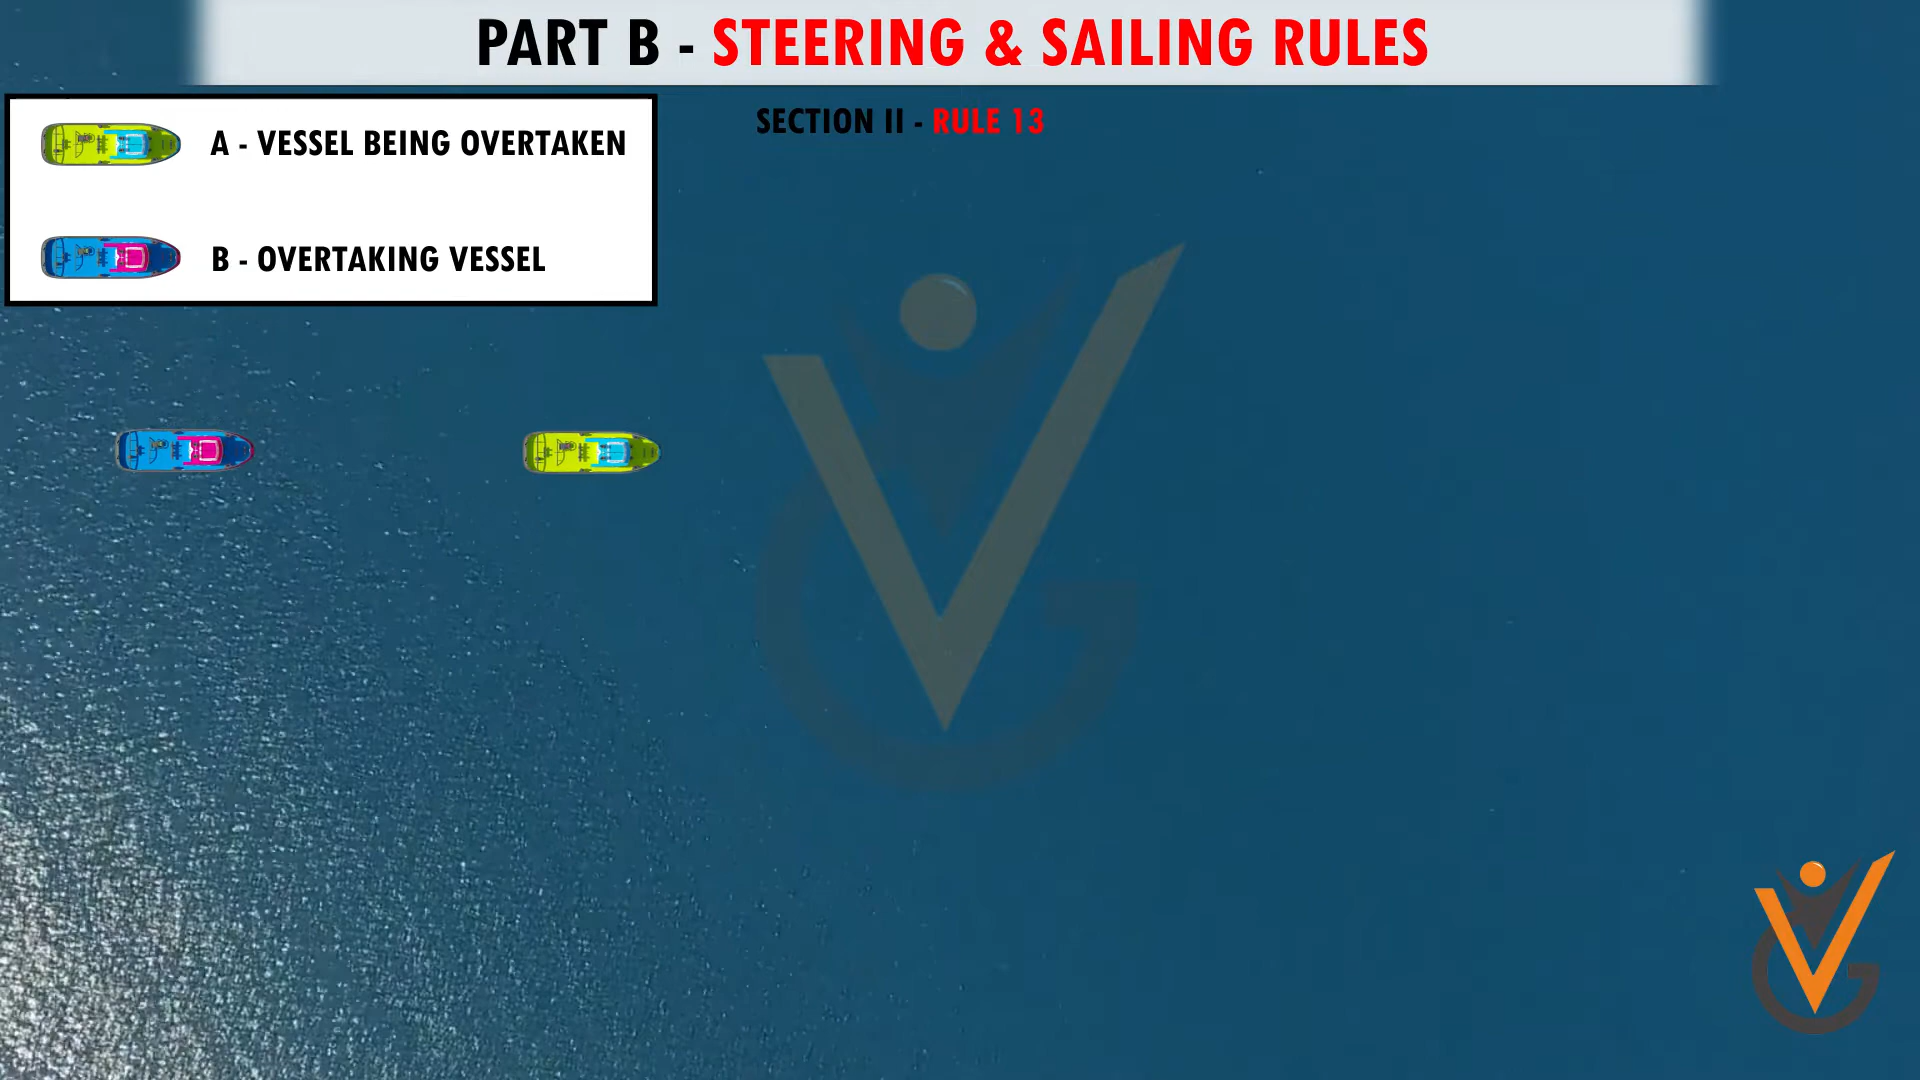 PART B - STEERING & SAILING RULES
SECTION II - RULE 13
A - VESSEL BEING OVERTAKEN
B - OVERTAKING VESSEL